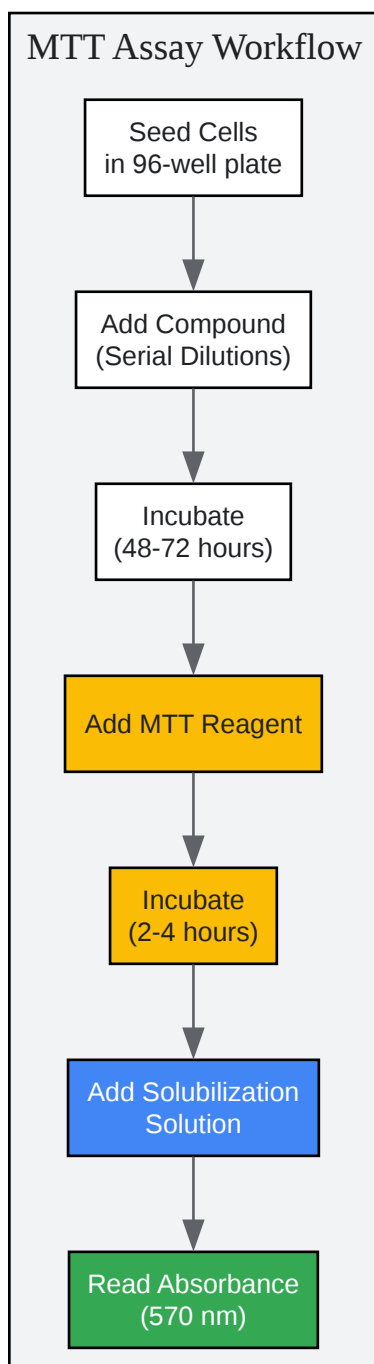 MTT Assay Workflow
Seed Cells
in 96-well plate
Add Compound
(Serial Dilutions)
Incubate
(48-72 hours)
Add MTT Reagent
Incubate
(2-4 hours)
Add Solubilization
Solution
Read Absorbance
(570 nm)